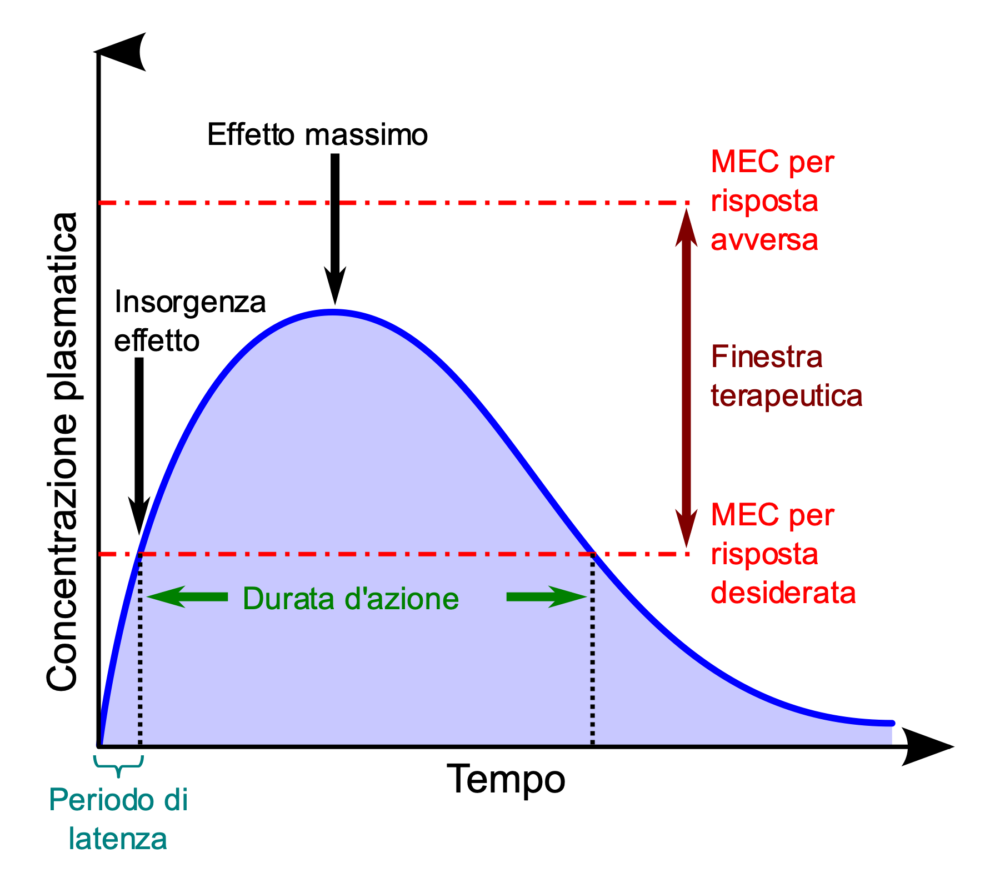 Effetto massimo
MEC per
risposta
avversa
Insorgenza
effetto
Concentrazione plasmatica
Finestra
terapeutica
MEC per
risposta
desiderata
Durata d'azione
Tempo
Periodo di
latenza